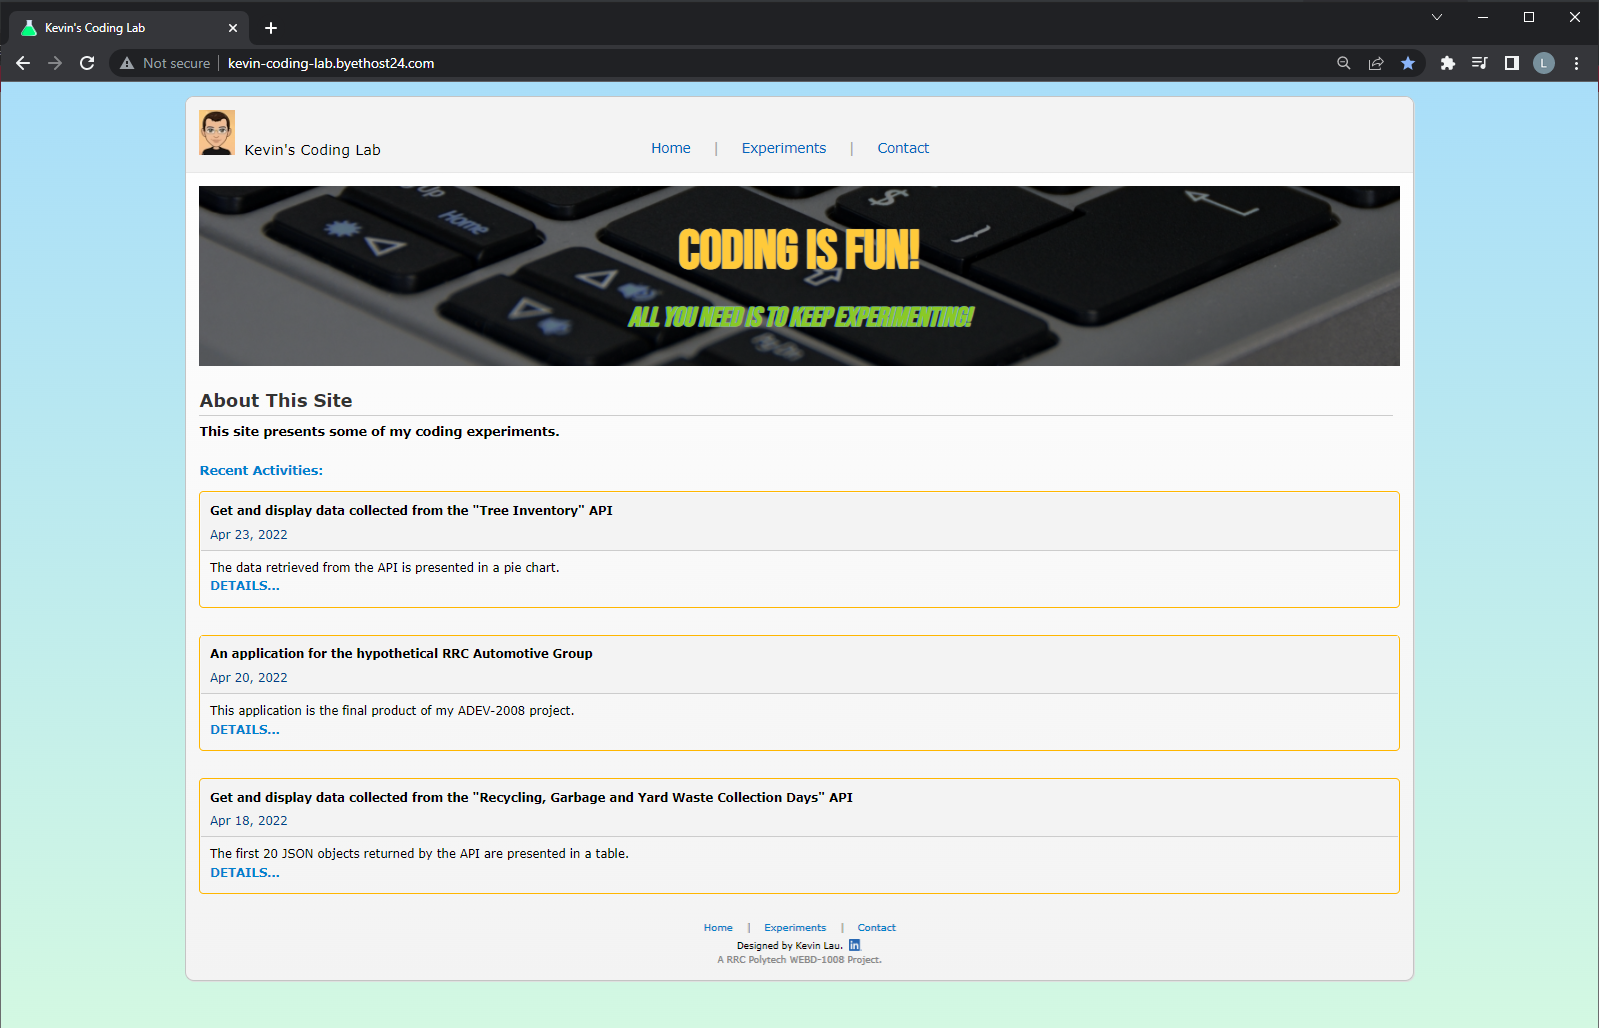 Kevin's Coding Lab
Not secure
kevin-coding-lab.byethost24.com
L
Kevin's Coding Lab
Home | Experiments | Contact
Up
Home
$
}
Pg Dn
CODING IS FUN!
ALL YOU NEED IS TO KEEP EXPERIMENTING!
About This Site
This site presents some of my coding experiments.
Recent Activities:
Get and display data collected from the "Tree Inventory" API
Apr 23, 2022
The data retrieved from the API is presented in a pie chart.
DETAILS...
An application for the hypothetical RRC Automotive Group
Apr 20, 2022
This application is the final product of my ADEV-2008 project.
DETAILS...
Get and display data collected from the "Recycling, Garbage and Yard Waste Collection Days" API
Apr 18, 2022
The first 20 JSON objects returned by the API are presented in a table.
DETAILS...
Home | Experiments | Contact
Designed by Kevin Lau. in
A RRC Polytech WEBD-1008 Project.